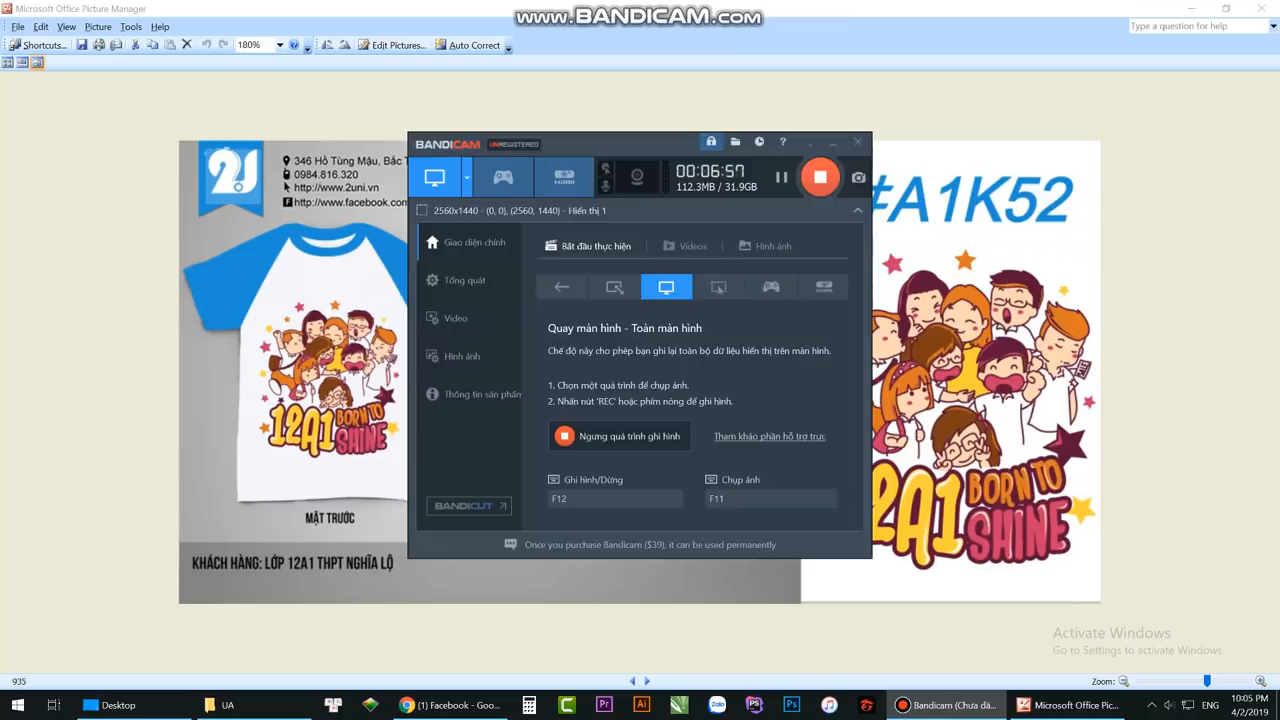 Microsoft Office Picture Manager
www.BANDICAM.com
File Edit View Picture Tools Help
Type a question for help
Shortcuts... 180% Edit Pictures... Auto Correct
2!
346 Hồ Tùng Mậu, Bắc T
0984.816.320
http://www.2uni.vn
http://www.facebook.com
12A1 BORN TO SHINE
MẶT TRƯỚC
KHÁCH HÀNG: LỚP 12A1 THPT NGHĨA LỘ
BANDICAM UNREGISTERED
HDMI
00:06:57
112.3MB / 31.9GB
2560x1440 - (0, 0), (2560, 1440) - Hiển thị 1
Giao diện chính
Tổng quát
Video
Hình ảnh
Thông tin sản phẩm
BANDICUT
Bắt đầu thực hiện Videos Hình ảnh
Quay màn hình - Toàn màn hình
Chế độ này cho phép bạn ghi lại toàn bộ dữ liệu hiển thị trên màn hình.
1. Chọn một quá trình để chụp ảnh.
2. Nhấn nút 'REC' hoặc phím nóng để ghi hình.
Ngưng quá trình ghi hình Tham khảo phần hỗ trợ trực
Ghi hình/Dừng Chụp ảnh
F12 F11
Once you purchase Bandicam ($39), it can be used permanently
#A1K52
12A1 BORN TO SHINE
Activate Windows
Go to Settings to activate Windows.
935 Zoom:
Desktop UA (1) Facebook - Goo... Pr Ai Zalo PS Ps Bandicam (Chưa đă... Microsoft Office Pic... ENG
10:05 PM
4/2/2019